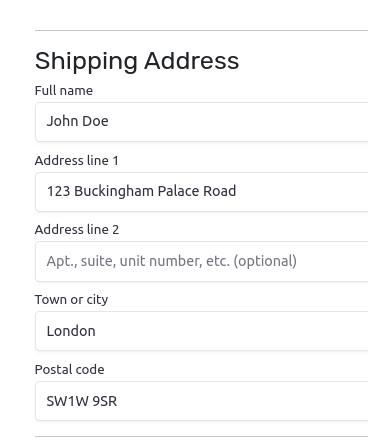 Shipping Address
Full name
John Doe
Address line 1
123 Buckingham Palace Road
Address line 2
Apt., suite, unit number, etc. (optional)
Town or city
London
Postal code
SW1W 9SR